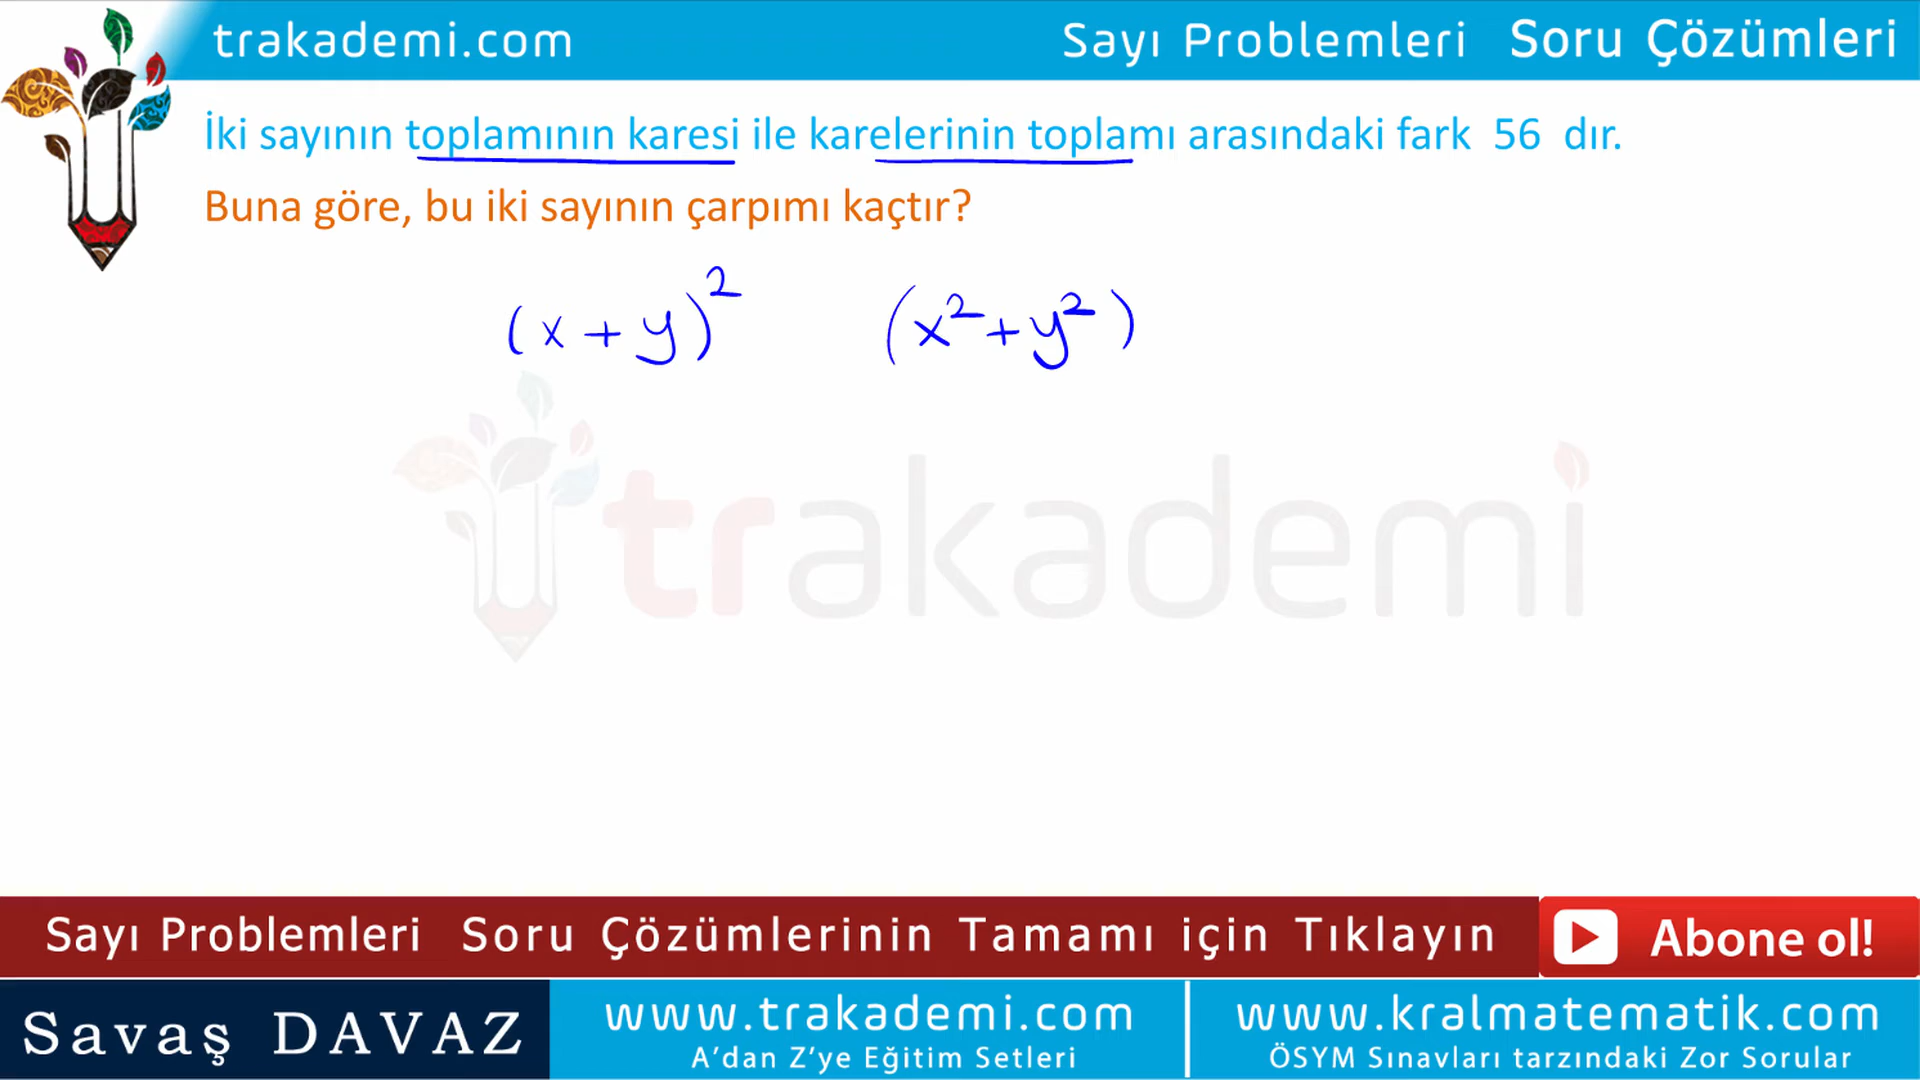 trakademi.com
Sayı Problemleri Soru Çözümleri
İki sayının toplamının karesi ile karelerinin toplamı arasındaki fark 56 dır.
Buna göre, bu iki sayının çarpımı kaçtır?
(x+y)² (x²+y²)
trakademi
Sayı Problemleri Soru Çözümlerinin Tamamı için Tıklayın
Abone ol!
Savaş DAVAZ
www.trakademi.com
A’dan Z’ye Eğitim Setleri
www.kralmatematik.com
ÖSYM Sınavları tarzındaki Zor Sorular